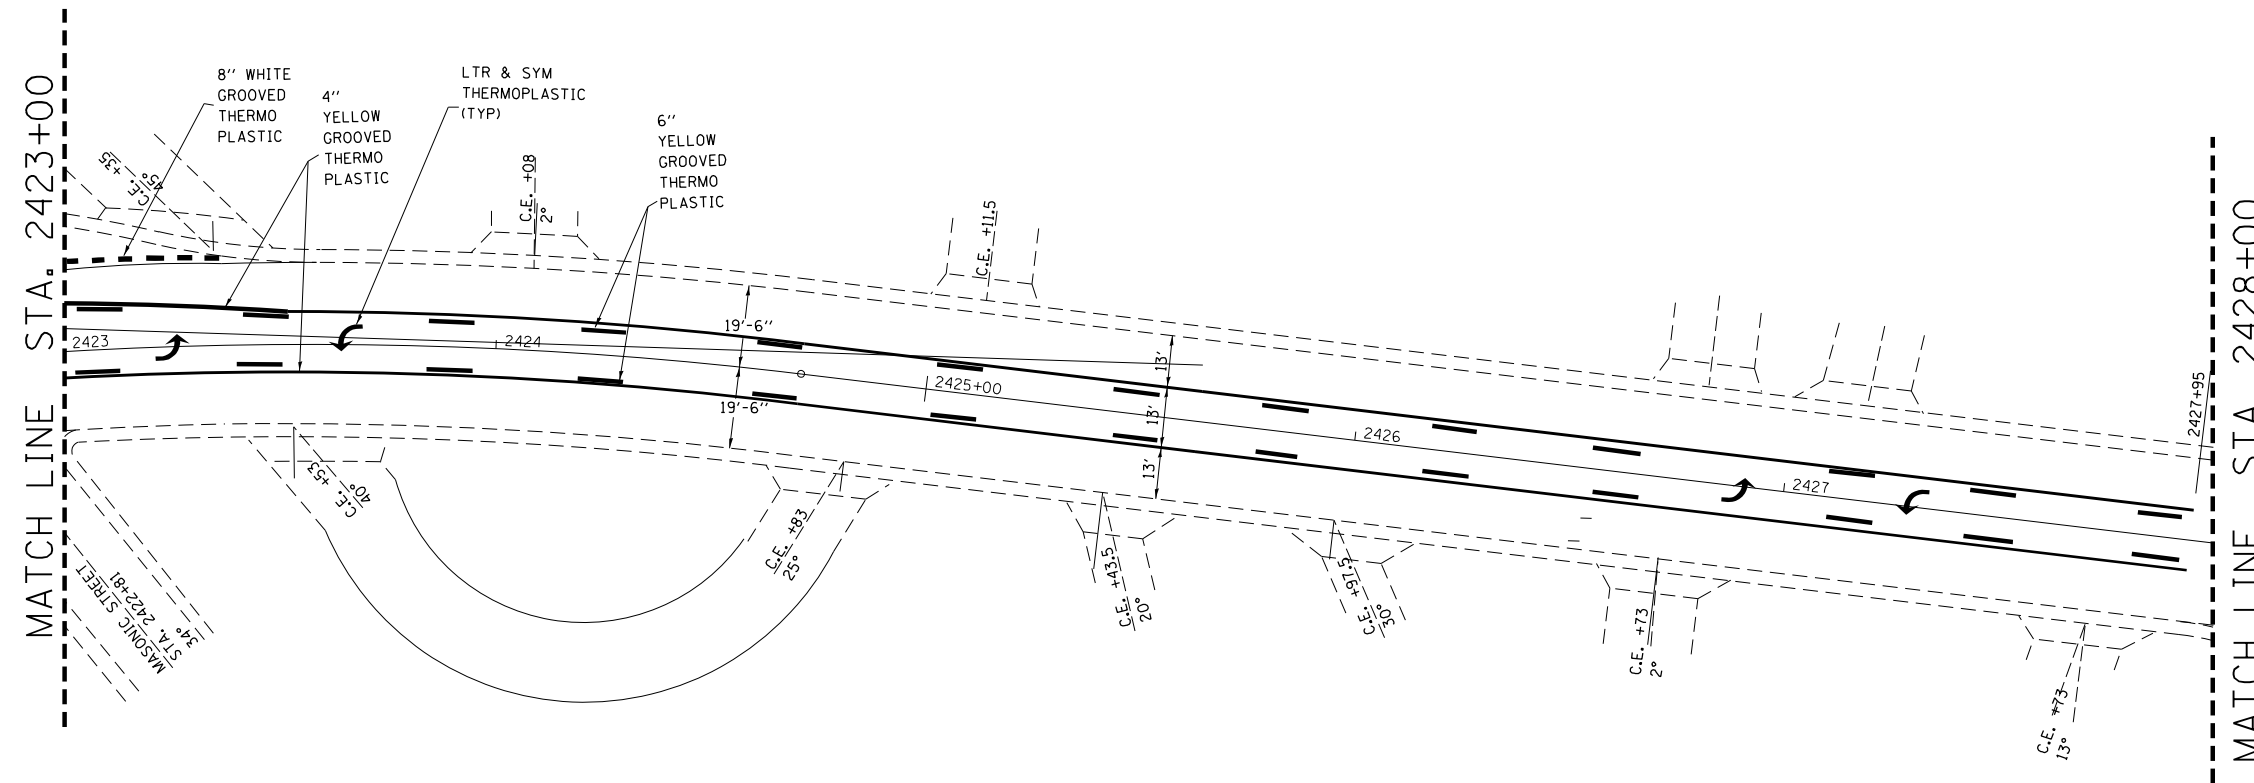 MATCH LINE STA. 2423+00
8'' WHITE
GROOVED
THERMO
PLASTIC
4''
YELLOW
GROOVED
THERMO
PLASTIC
LTR & SYM
THERMOPLASTIC
(TYP)
6''
YELLOW
GROOVED
THERMO
PLASTIC
C.E. +35
45°
C.E. +08
2°
C.E. +11.5
2423
2424
19'-6''
19'-6''
2425+00
13'
13'
13'
2426
2427
2427+95
C.E. +53
40°
C.E. +83
25°
C.E. +43.5
20°
C.E. +97.5
30°
C.E. +73
2°
C.E. +73
13°
MASONIC STREET
STA. 2422+81
34°
MATCH LINE STA 2428+00